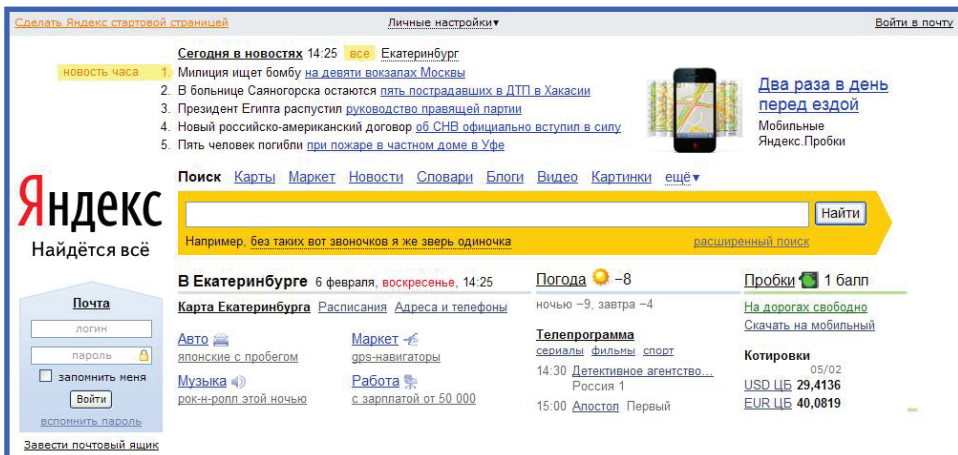 Сделать Яндекс стартовой страницей
Личные настройки▾
Войти в почту
Сегодня в новостях 14:25 все Екатеринбург
новость часа 1. Милиция ищет бомбу на девяти вокзалах Москвы
2. В больнице Саяногорска остаются пять пострадавших в ДТП в Хакасии
3. Президент Египта распустил руководство правящей партии
4. Новый российско-американский договор об СНВ официально вступил в силу
5. Пять человек погибли при пожаре в частном доме в Уфе
Два раза в день
перед ездой
Мобильные
Яндекс.Пробки
Яндекс
Найдётся всё
Поиск Карты Маркет Новости Словари Блоги Видео Картинки ещё▾
Найти
Например, без таких вот звоночков я же зверь одиночка
расширенный поиск
Почта
логин
пароль
запомнить меня
Войти
вспомнить пароль
Завести почтовый ящик
В Екатеринбурге 6 февраля, воскресенье, 14:25
Карта Екатеринбурга Расписания Адреса и телефоны
Авто
японские с пробегом
Маркет
gps-навигаторы
Музыка
рок-н-ролл этой ночью
Работа
с зарплатой от 50 000
Погода −8
ночью −9, завтра −4
Телепрограмма
сериалы фильмы спорт
14:30 Детективное агентство…
Россия 1
15:00 Апостол Первый
Пробки 1 балл
На дорогах свободно
Скачать на мобильный
Котировки
05/02
USD ЦБ 29,4136
EUR ЦБ 40,0819